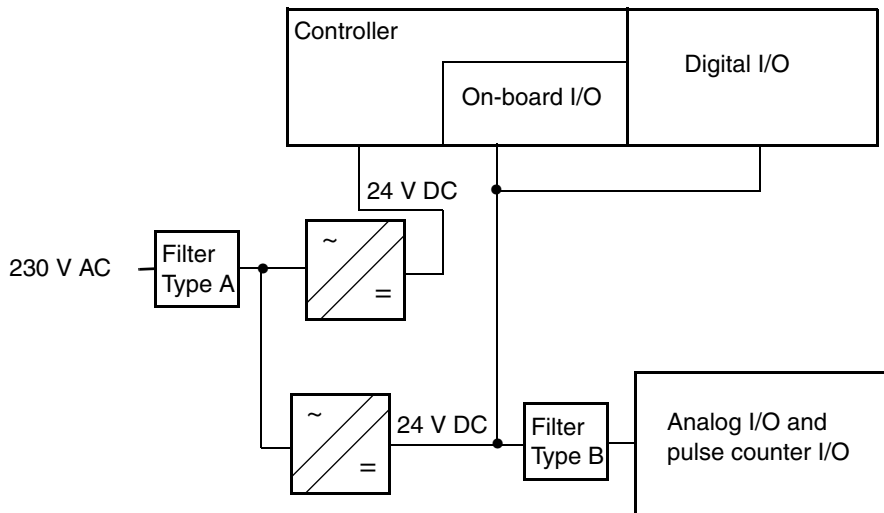 Controller
Digital I/O
On-board I/O
24 V DC
~
=
230 V AC
Filter
Type A
~
=
24 V DC
Filter
Type B
Analog I/O and
pulse counter I/O